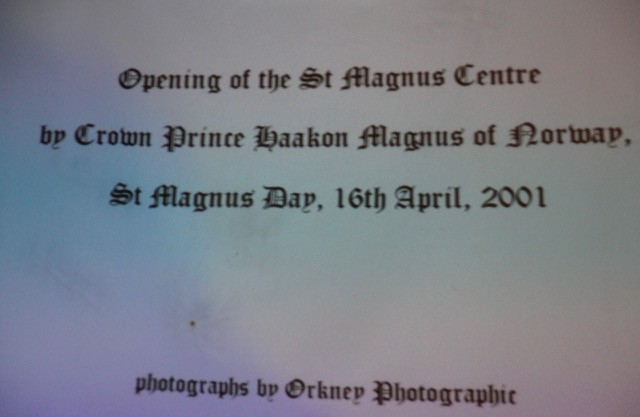 Opening of the St Magnus Centre
by Crown Prince Haakon Magnus of Norway,
St Magnus Day, 16th April, 2001
photographs by Orkney Photographic